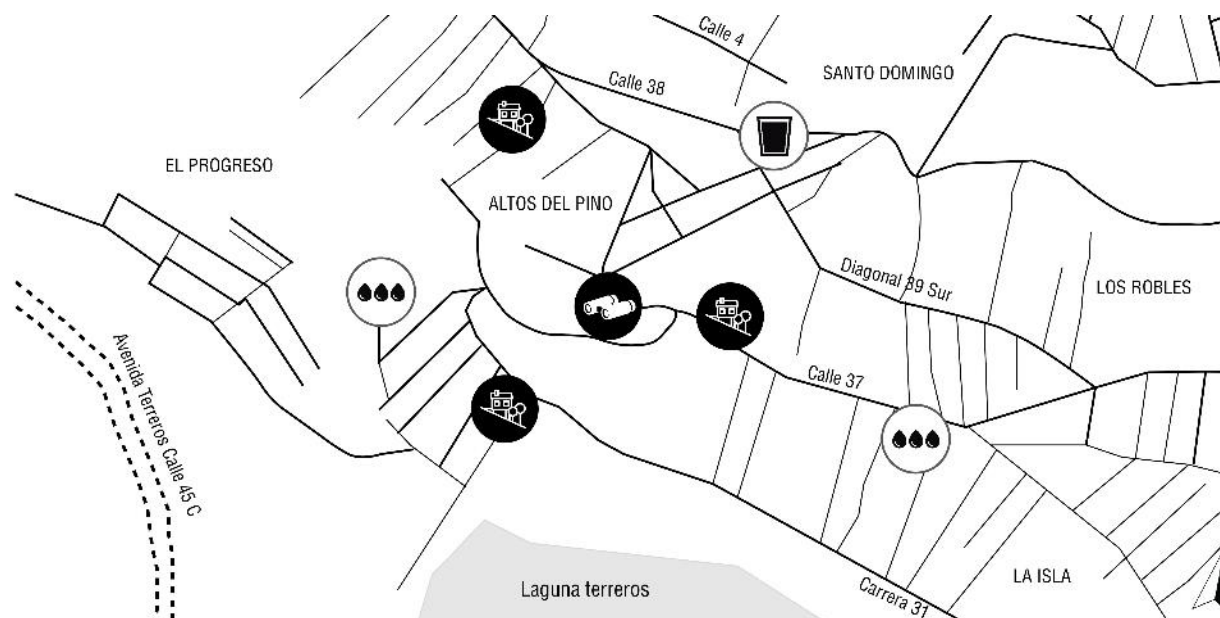 Calle 4
SANTO DOMINGO
Calle 38
EL PROGRESO
ALTOS DEL PINO
Diagonal 39 Sur
LOS ROBLES
Avenida Terreros Calle 45 C
Calle 37
LA ISLA
Laguna terreros
Carrera 31